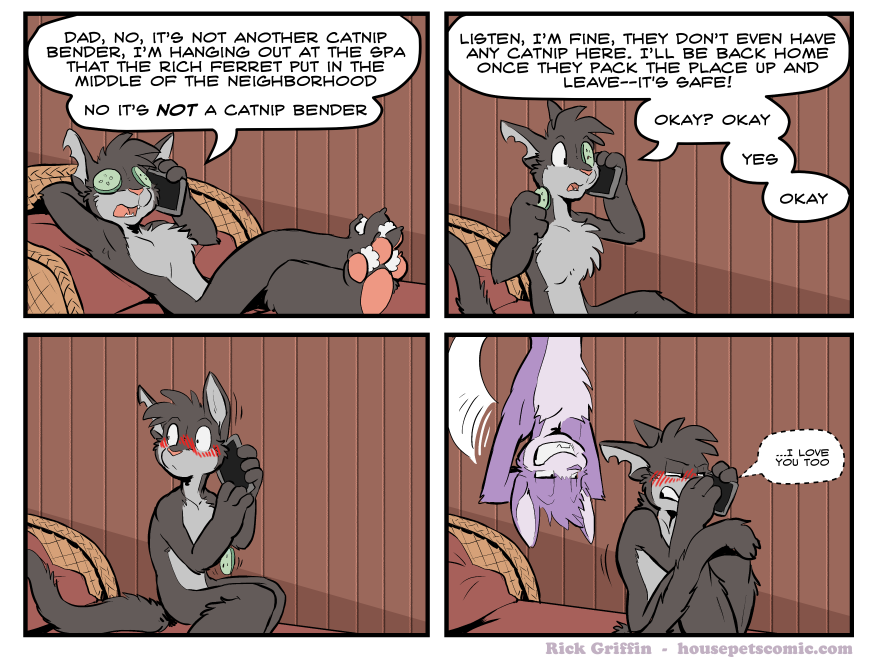 DAD, NO, IT'S NOT ANOTHER CATNIP
BENDER, I'M HANGING OUT AT THE SPA
THAT THE RICH FERRET PUT IN THE
MIDDLE OF THE NEIGHBORHOOD
NO IT'S NOT A CATNIP BENDER
LISTEN, I'M FINE, THEY DON'T EVEN HAVE
ANY CATNIP HERE. I'LL BE BACK HOME
ONCE THEY PACK THE PLACE UP AND
LEAVE--IT'S SAFE!
OKAY? OKAY
YES
OKAY
...I LOVE
YOU TOO
Rick Griffin - housepetscomic.com